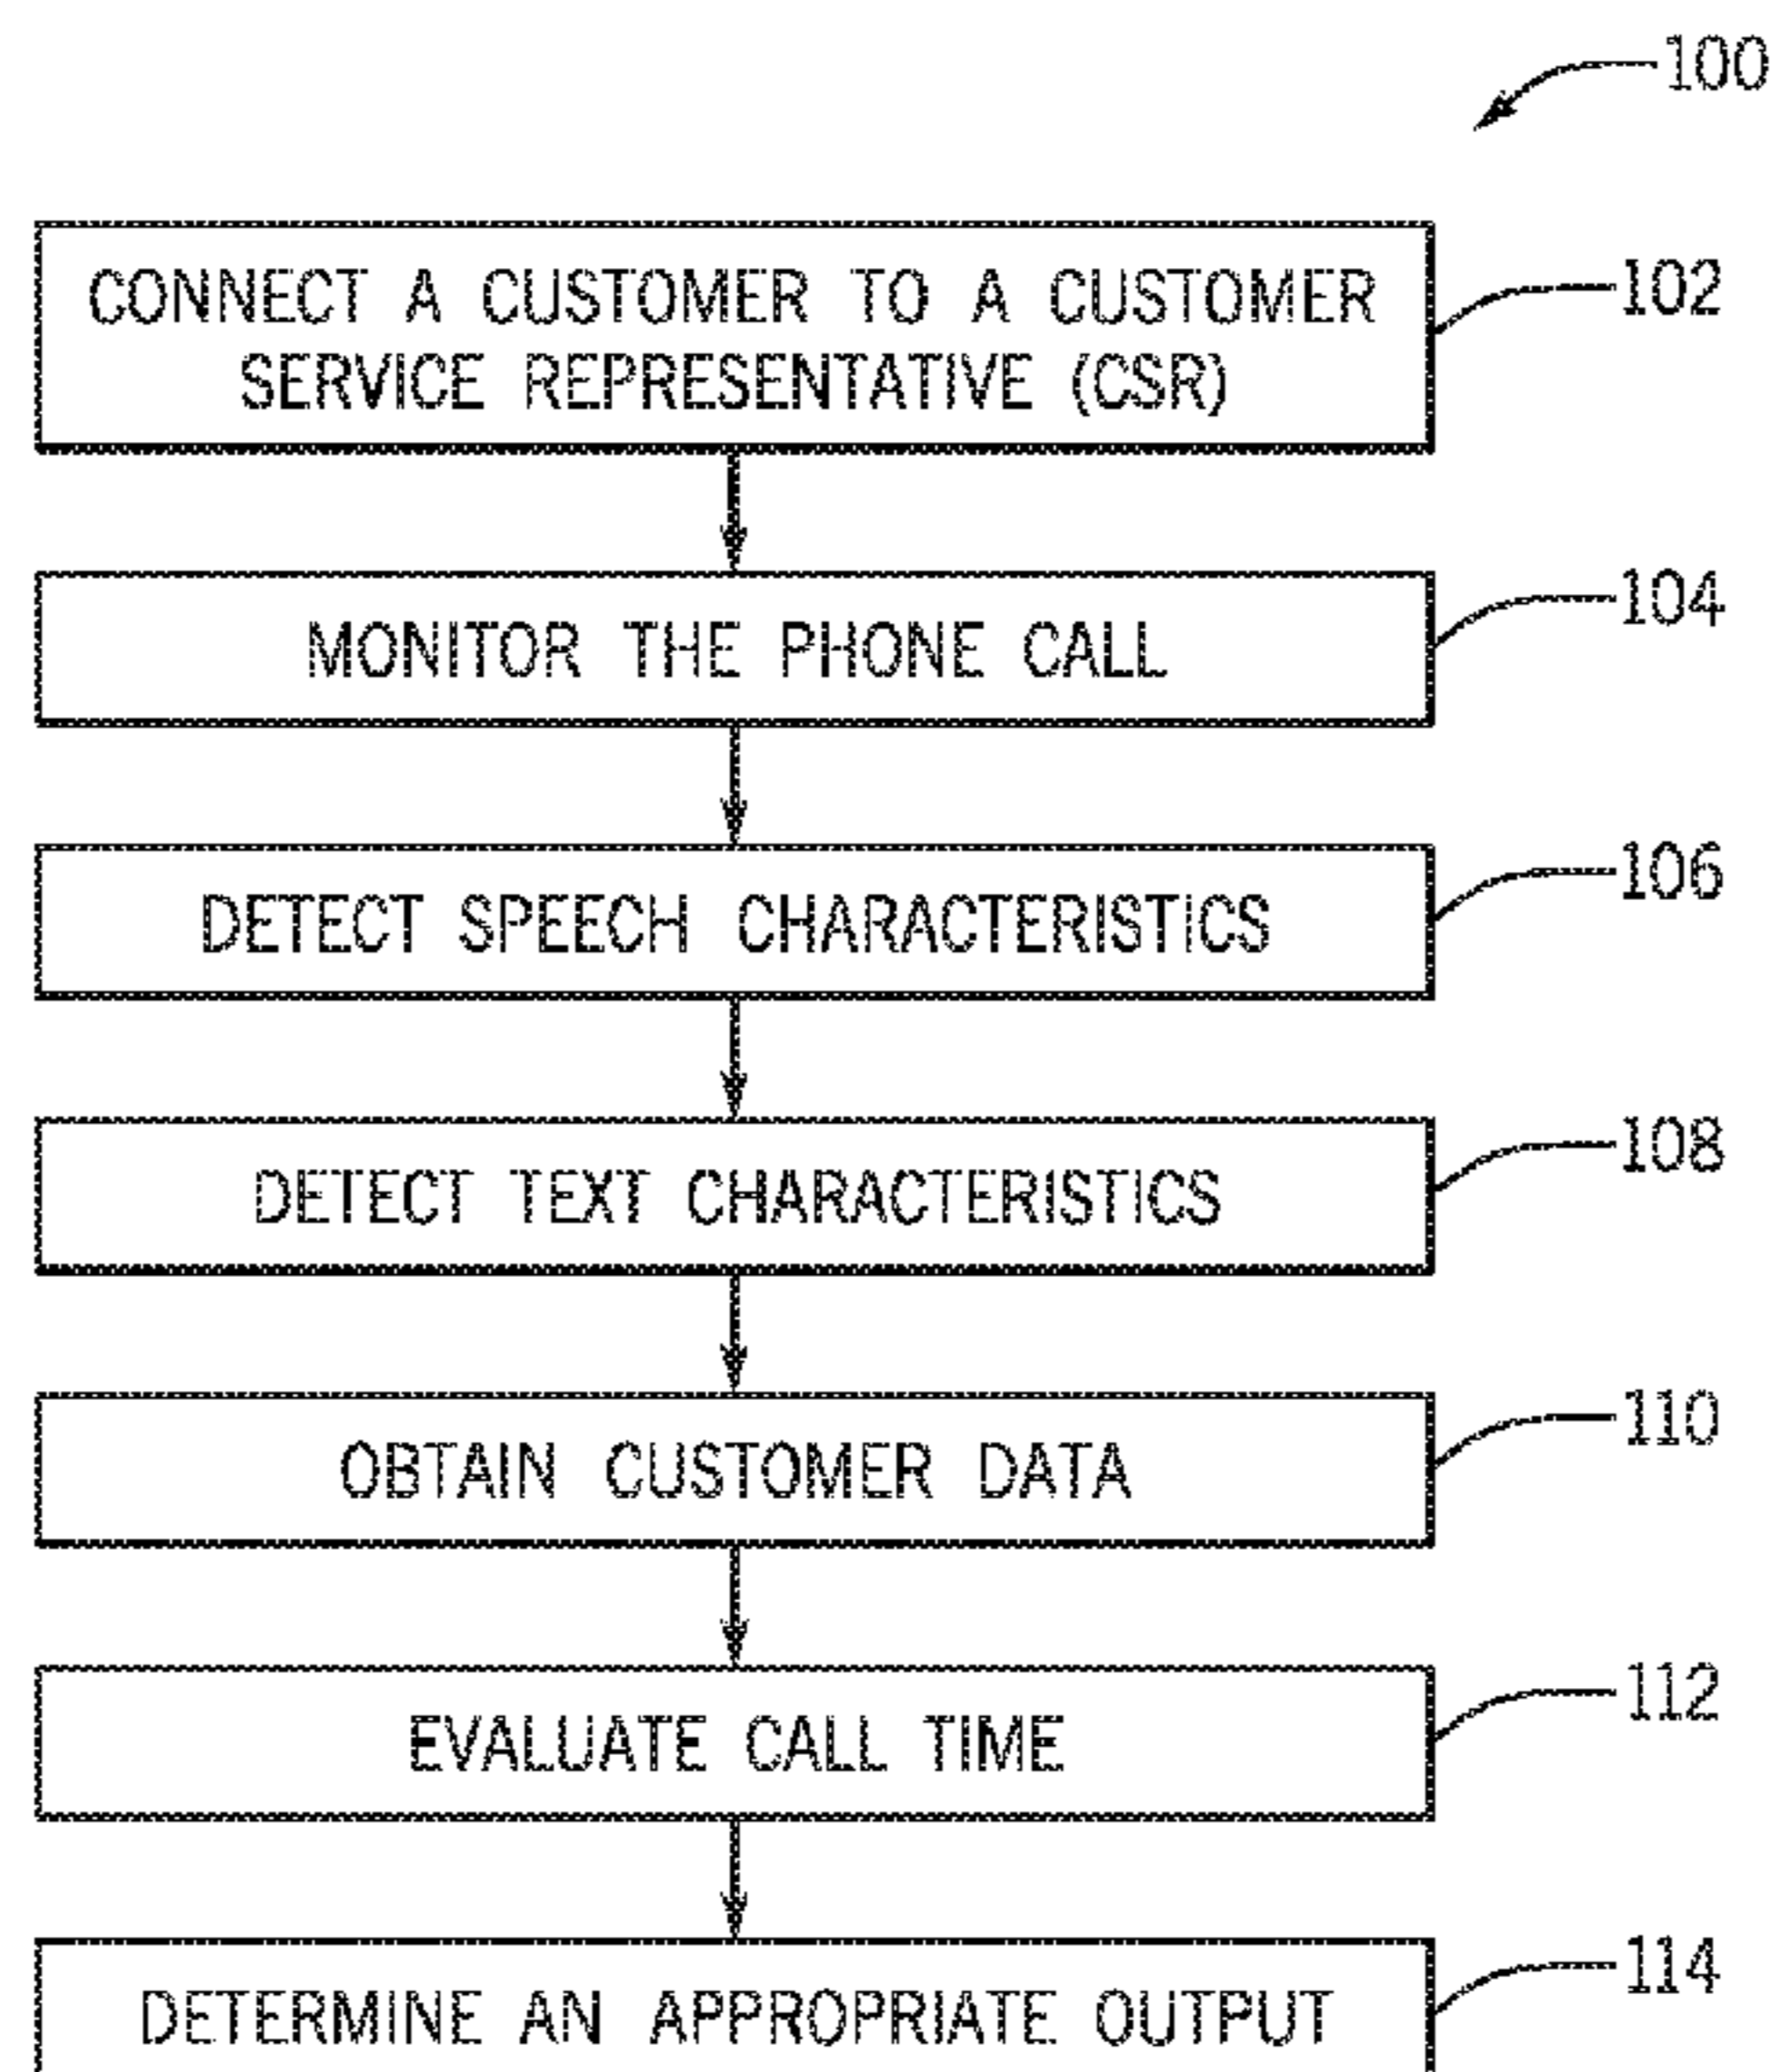 100
CONNECT A CUSTOMER TO A CUSTOMER
SERVICE REPRESENTATIVE (CSR)
102
MONITOR THE PHONE CALL
104
DETECT SPEECH CHARACTERISTICS
106
DETECT TEXT CHARACTERISTICS
108
OBTAIN CUSTOMER DATA
110
EVALUATE CALL TIME
112
DETERMINE AN APPROPRIATE OUTPUT
114